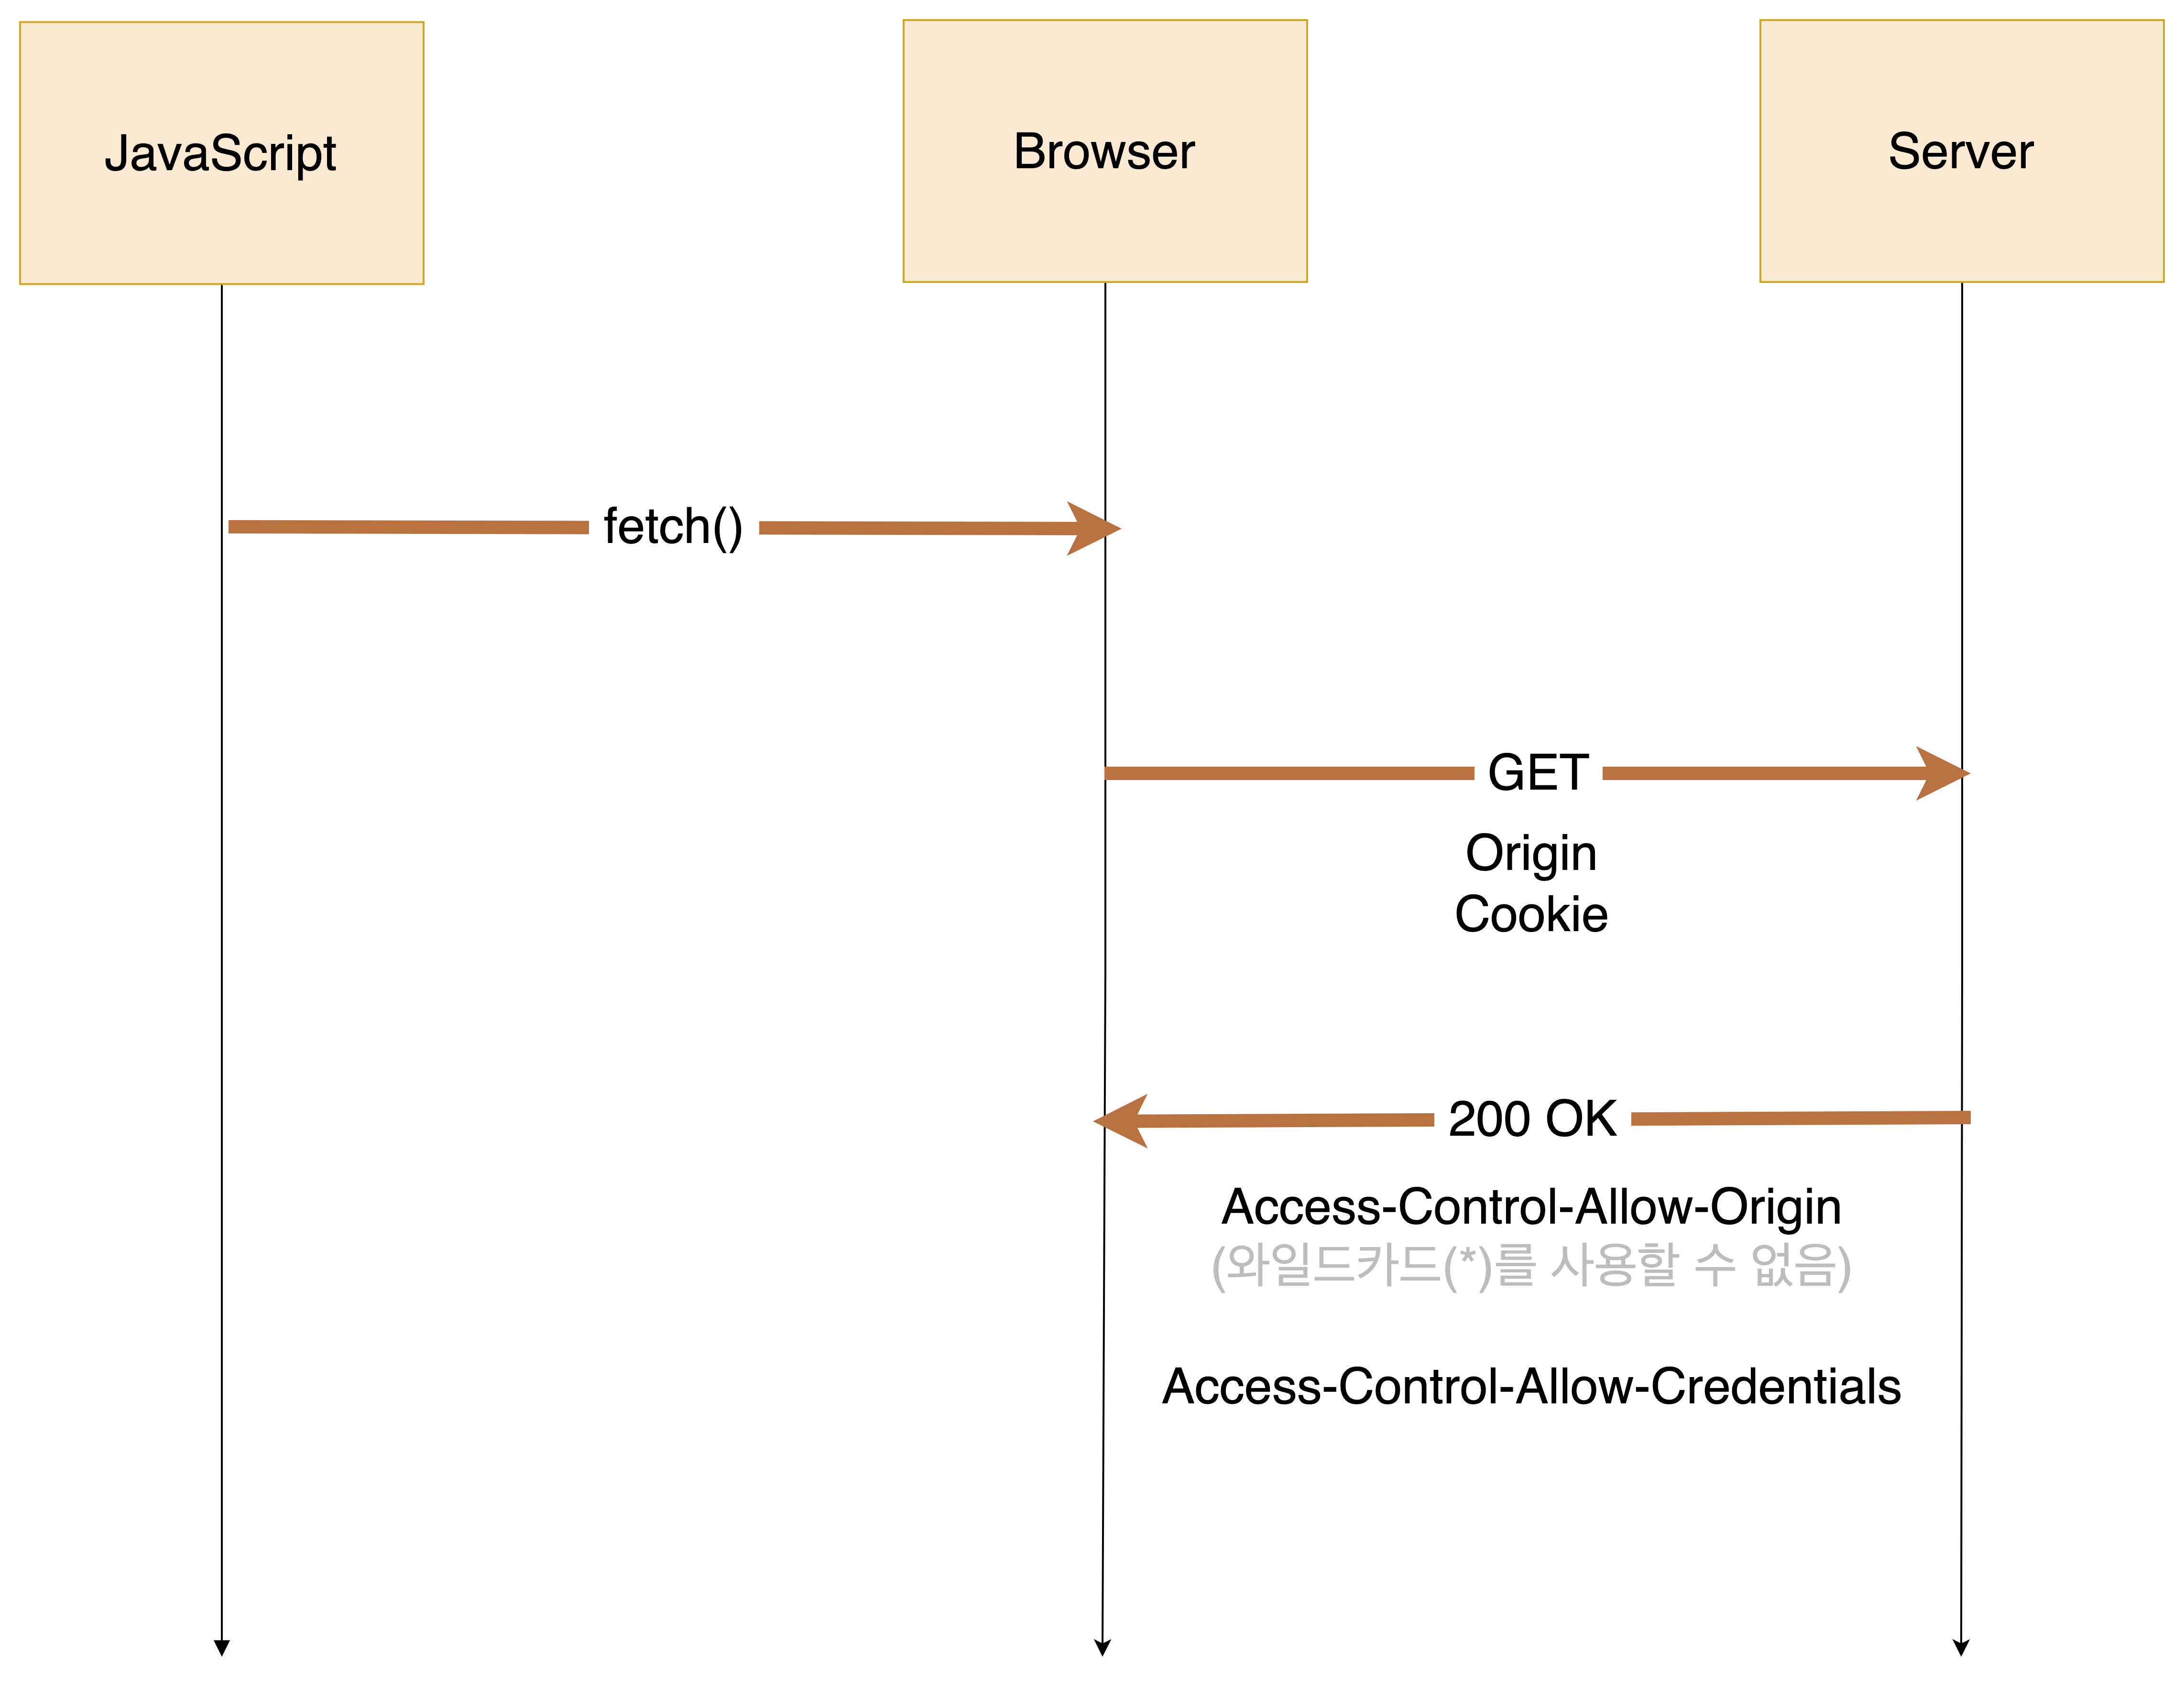 JavaScript
Browser
Server
fetch()
GET
Origin
Cookie
200 OK
Access-Control-Allow-Origin
(와일드카드(*)를 사용할 수 없음)
Access-Control-Allow-Credentials